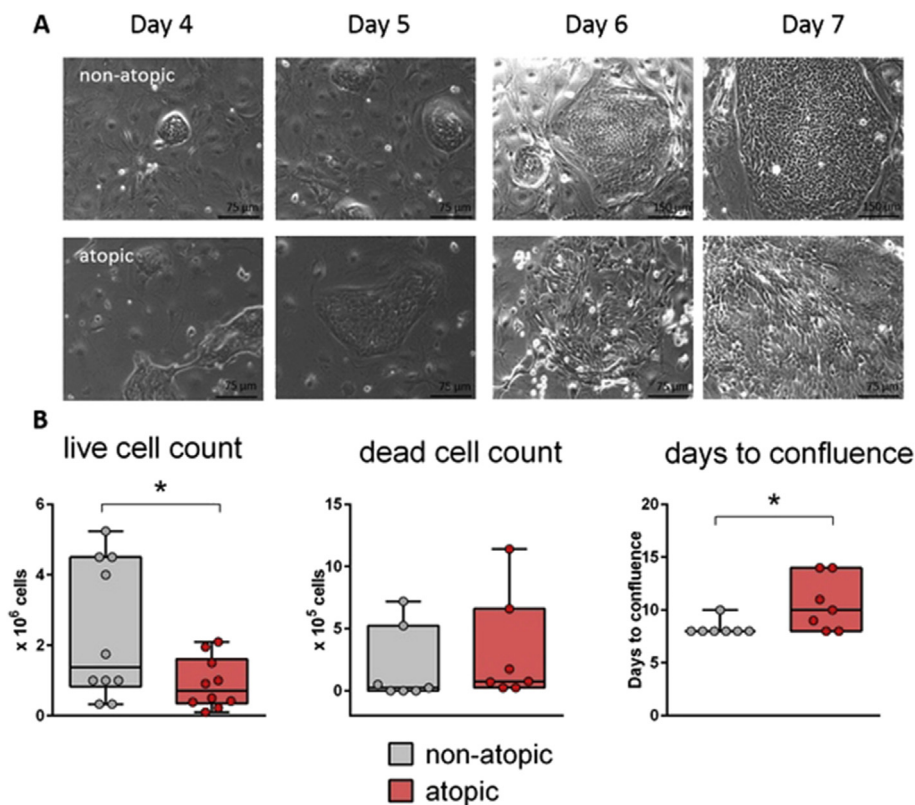 A Day 4 Day 5 Day 6 Day 7
non-atopic
75 µm 75 µm 150 µm 150 µm
atopic
75 µm 75 µm 75 µm 75 µm
B
live cell count dead cell count days to confluence
* *
6 15 20
4 10 15
2 5 10
0 0 5
0
x 10⁶ cells
x 10⁵ cells
Days to confluence
non-atopic
atopic